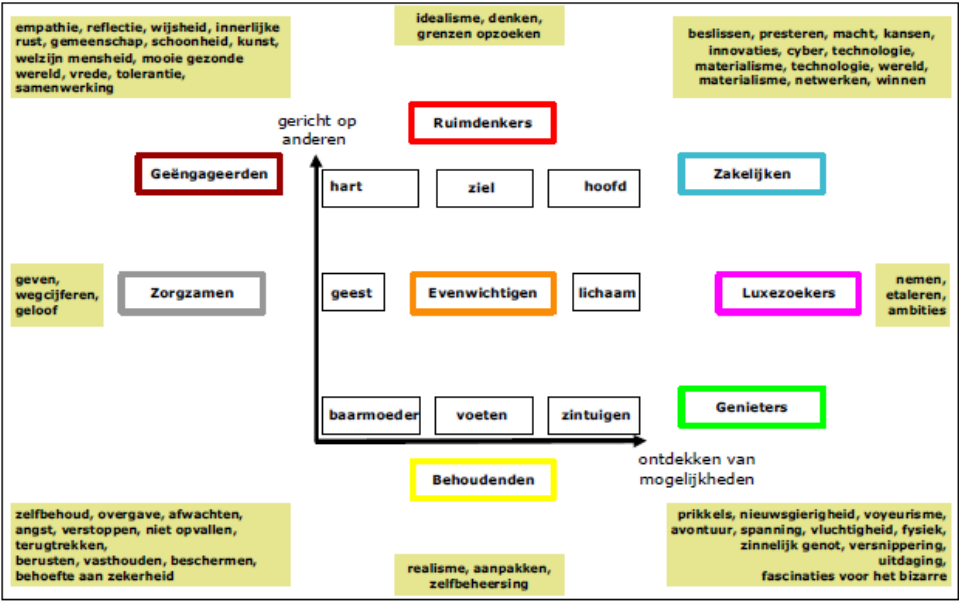 empathie, reflectie, wijsheid, innerlijke
rust, gemeenschap, schoonheid, kunst,
welzijn mensheid, mooie gezonde
wereld, vrede, tolerantie,
samenwerking
idealisme, denken,
grenzen opzoeken
beslissen, presteren, macht, kansen,
innovaties, cyber, technologie,
materialisme, technologie, wereld,
materialisme, netwerken, winnen
gericht op
anderen
Ruimdenkers
Geëngageerden
hart
ziel
hoofd
Zakelijken
geven,
wegcijferen,
geloof
Zorgzamen
geest
Evenwichtigen
lichaam
Luxezoekers
nemen,
etaleren,
ambities
baarmoeder
voeten
zintuigen
Genieters
ontdekken van
mogelijkheden
Behoudenden
zelfbehoud, overgave, afwachten,
angst, verstoppen, niet opvallen,
terugtrekken,
berusten, vasthouden, beschermen,
behoefte aan zekerheid
realisme, aanpakken,
zelfbeheersing
prikkels, nieuwsgierigheid, voyeurisme,
avontuur, spanning, vluchtigheid, fysiek,
zinnelijk genot, versnippering,
uitdaging,
fascinaties voor het bizarre